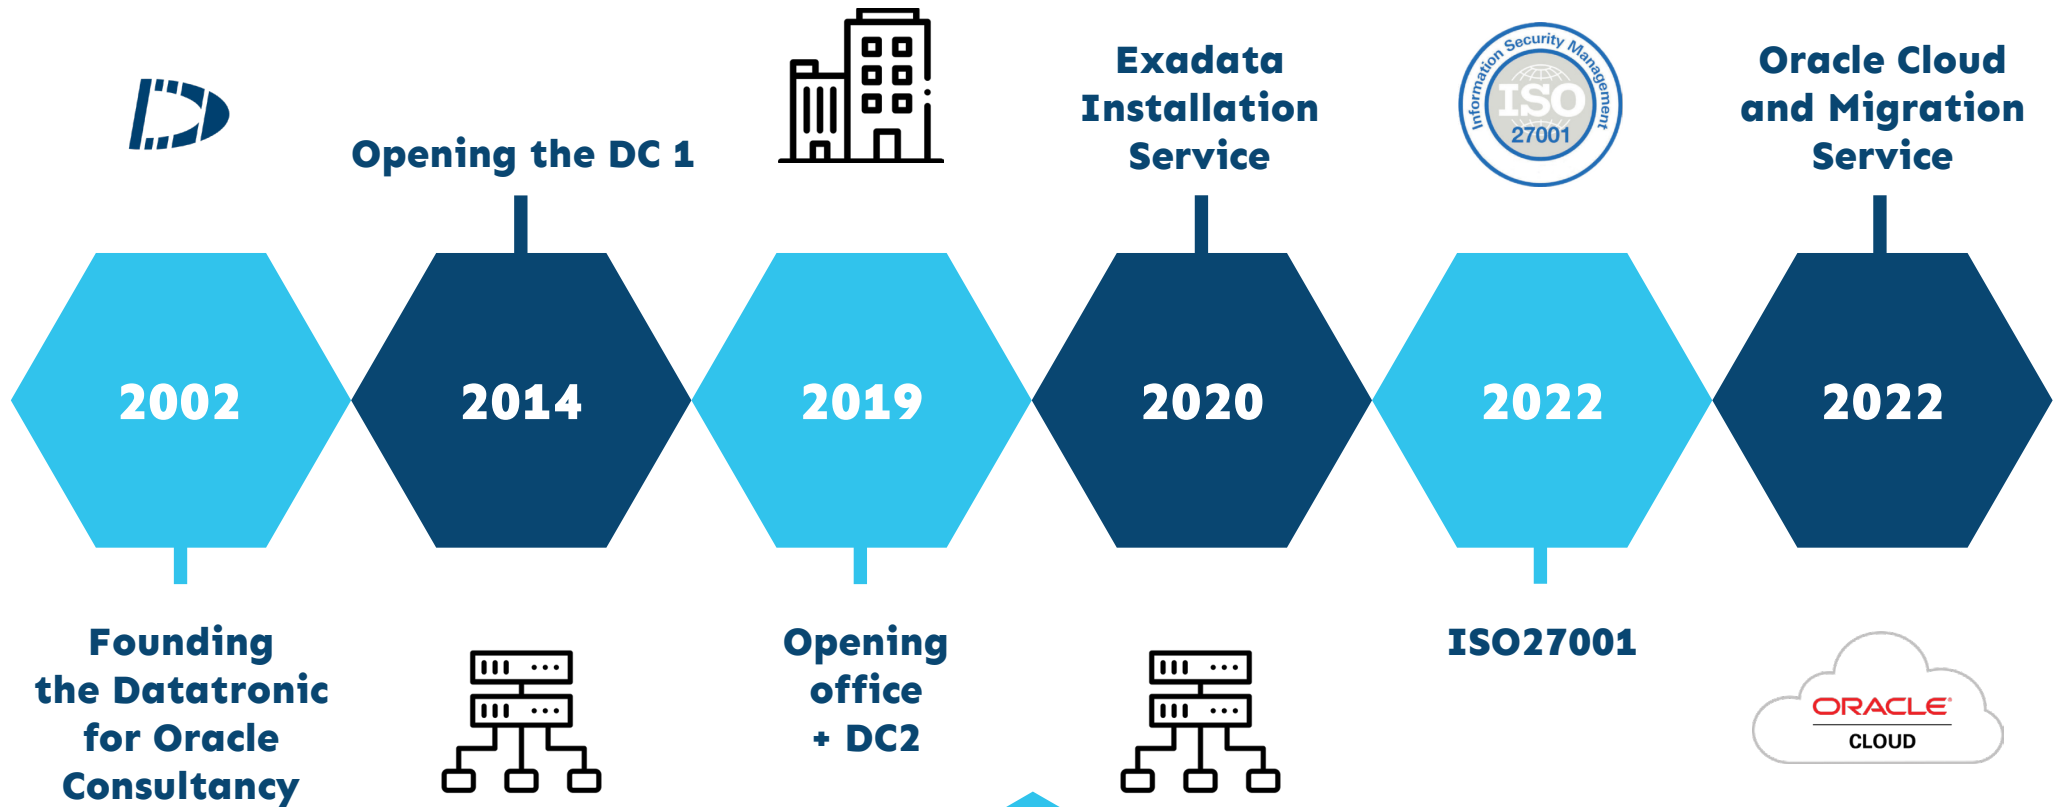 Opening the DC 1
Exadata
Installation
Service
Information Security Management
ISO
27001
Oracle Cloud
and Migration
Service
2002
2014
2019
2020
2022
2022
Founding
the Datatronic
for Oracle
Consultancy
Opening
office
+ DC2
ISO27001
ORACLE®
CLOUD